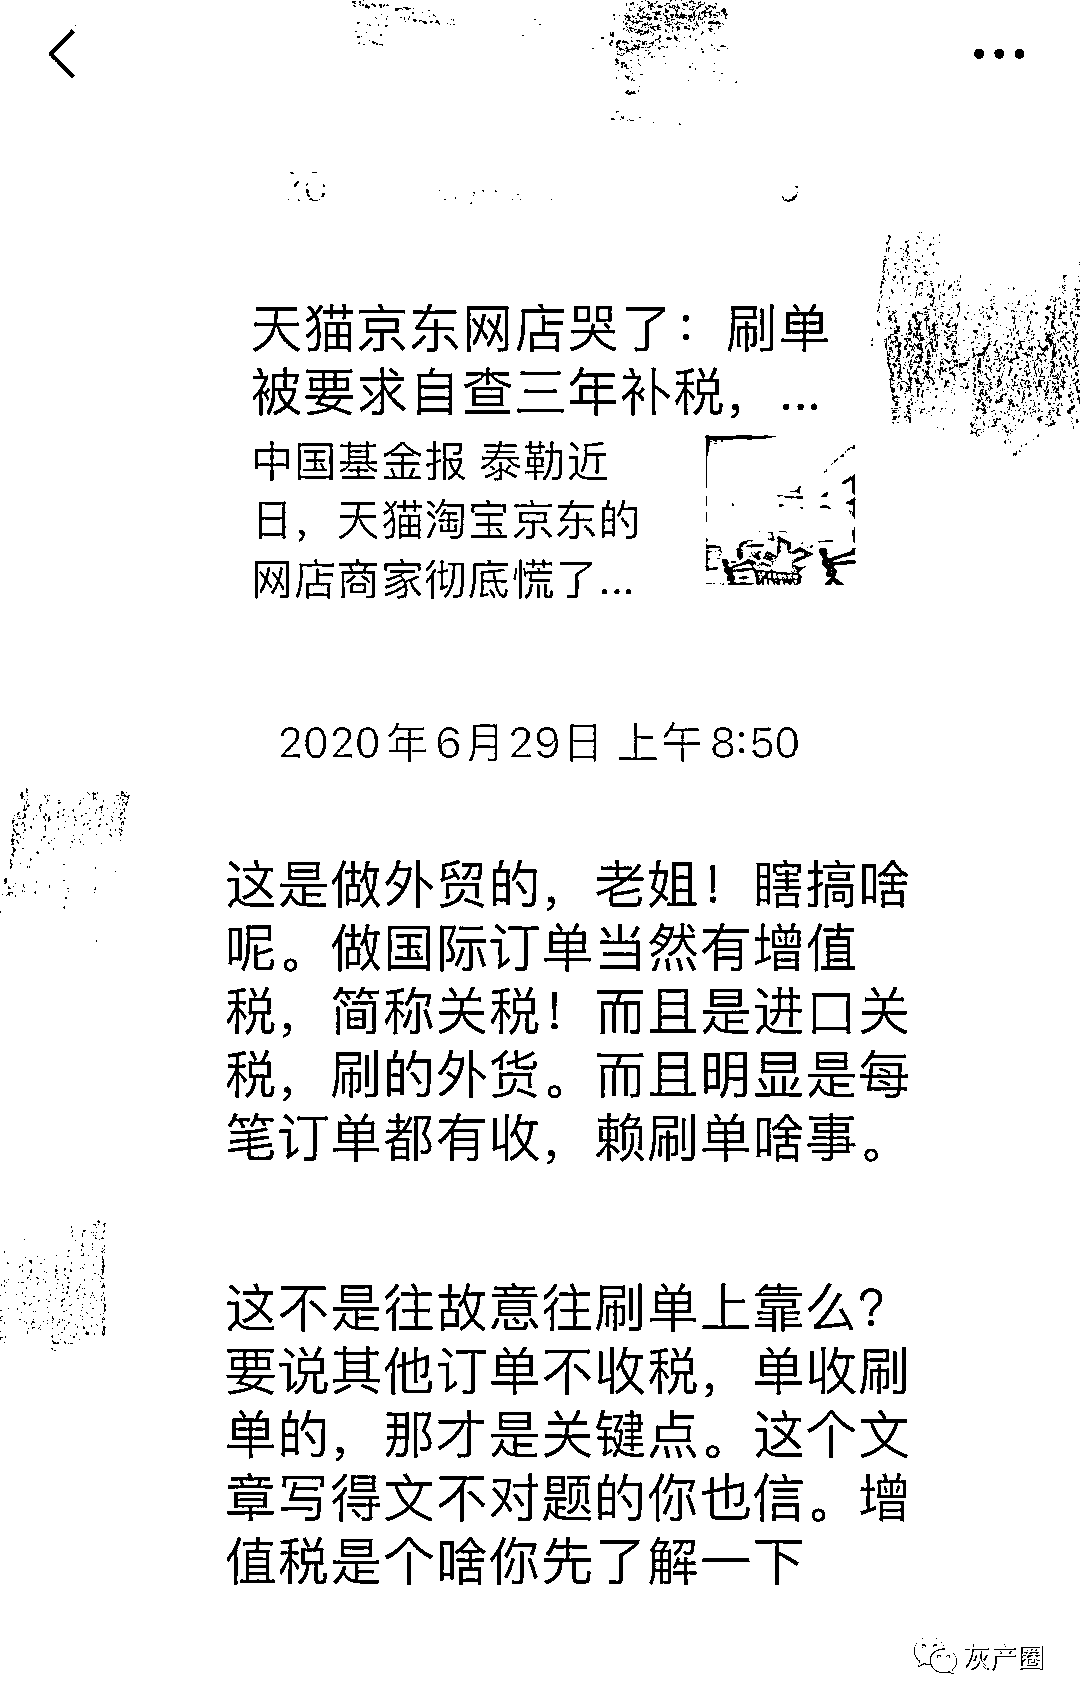 天猫京东网店哭了：刷单
被要求自查三年补税，...
中国基金报 泰勒近
日，天猫淘宝京东的
网店商家彻底慌了...
2020年6月29日 上午8:50
这是做外贸的，老姐！瞎搞啥
呢。做国际订单当然有增值
税，简称关税！而且是进口关
税，刷的外货。而且明显是每
笔订单都有收，赖刷单啥事。
这不是往故意往刷单上靠么？
要说其他订单不收税，单收刷
单的，那才是关键点。这个文
章写得文不对题的你也信。增
值税是个啥你先了解一下
灰产圈